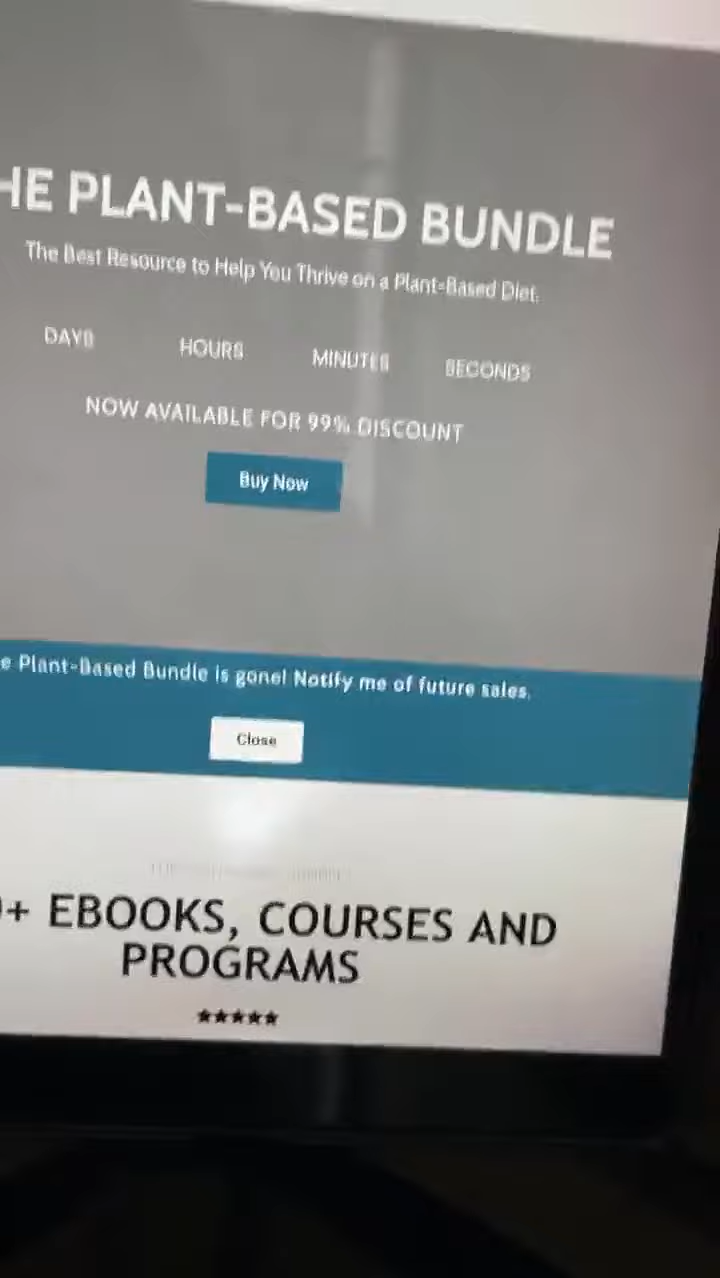 HE PLANT-BASED BUNDLE
The Best Resource to Help You Thrive on a Plant-Based Diet.
DAYS HOURS MINUTES SECONDS
NOW AVAILABLE FOR 99% DISCOUNT
Buy Now
e Plant-Based Bundle is gone! Notify me of future sales.
Close
+ EBOOKS, COURSES AND
PROGRAMS
★★★★★